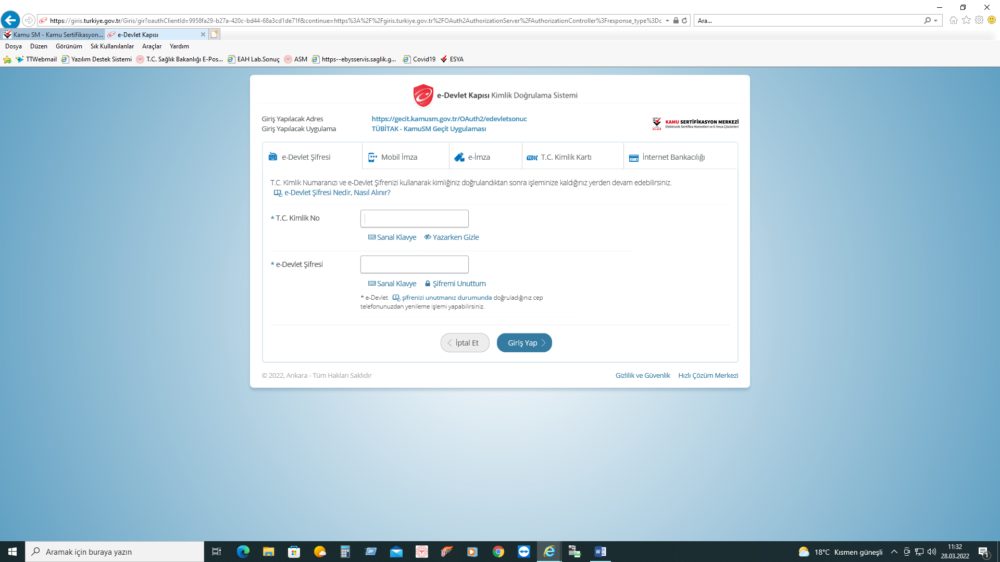 https://giris.turkiye.gov.tr/Giris/gir?oauthClientId=9958fa29-b27a-420c-bd44-68a3cd1de71f&continue=https%3A%2F%2Fgiris.turkiye.gov.tr%2FOAuth2AuthorizationServer%2FAuthorizationController%3Fresponse_type%3Dc
Ara...
Kamu SM - Kamu Sertifikasyon...
e-Devlet Kapısı
Dosya Düzen Görünüm Sık Kullanılanlar Araçlar Yardım
TTWebmail Yazılım Destek Sistemi T.C. Sağlık Bakanlığı E-Pos... EAH Lab.Sonuç ASM https--ebysservis.saglik.g... Covid19 ESYA
e-Devlet Kapısı Kimlik Doğrulama Sistemi
Giriş Yapılacak Adres https://gecit.kamusm.gov.tr/OAuth2/edevletsonuc
Giriş Yapılacak Uygulama TÜBİTAK - KamuSM Geçit Uygulaması
KAMU SERTİFİKASYON MERKEZİ
Elektronik Sertifika Hizmetleri ve E-İmza Çözümleri
e-Devlet Şifresi Mobil İmza e-İmza T.C. Kimlik Kartı İnternet Bankacılığı
T.C. Kimlik Numaranızı ve e-Devlet Şifrenizi kullanarak kimliğiniz doğrulandıktan sonra işleminize kaldığınız yerden devam edebilirsiniz.
e-Devlet Şifresi Nedir, Nasıl Alınır?
* T.C. Kimlik No
Sanal Klavye Yazarken Gizle
* e-Devlet Şifresi
Sanal Klavye Şifremi Unuttum
* e-Devlet şifrenizi unutmanız durumunda doğruladığınız cep
telefonunuzdan yenileme işlemi yapabilirsiniz.
İptal Et Giriş Yap
© 2022, Ankara - Tüm Hakları Saklıdır
Gizlilik ve Güvenlik Hızlı Çözüm Merkezi
Aramak için buraya yazın
18°C Kısmen güneşli
11:32
28.03.2022
1